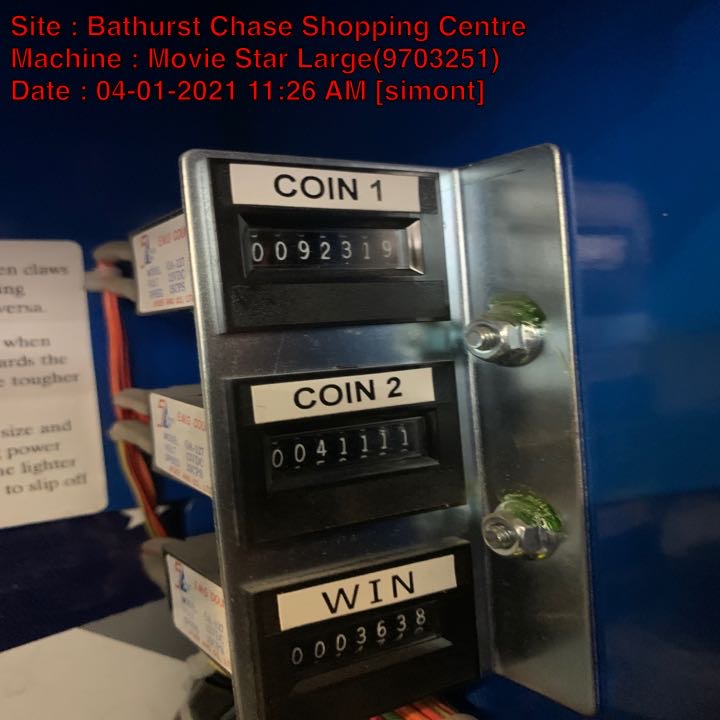 Site : Bathurst Chase Shopping Centre
Machine : Movie Star Large(9703251)
Date : 04-01-2021 11:26 AM [simont]
COIN 1
0092319
COIN 2
0041111
WIN
0003638
en claws
ng
versa.
when
ards the
e tougher
size and
power
he lighter
to slip off